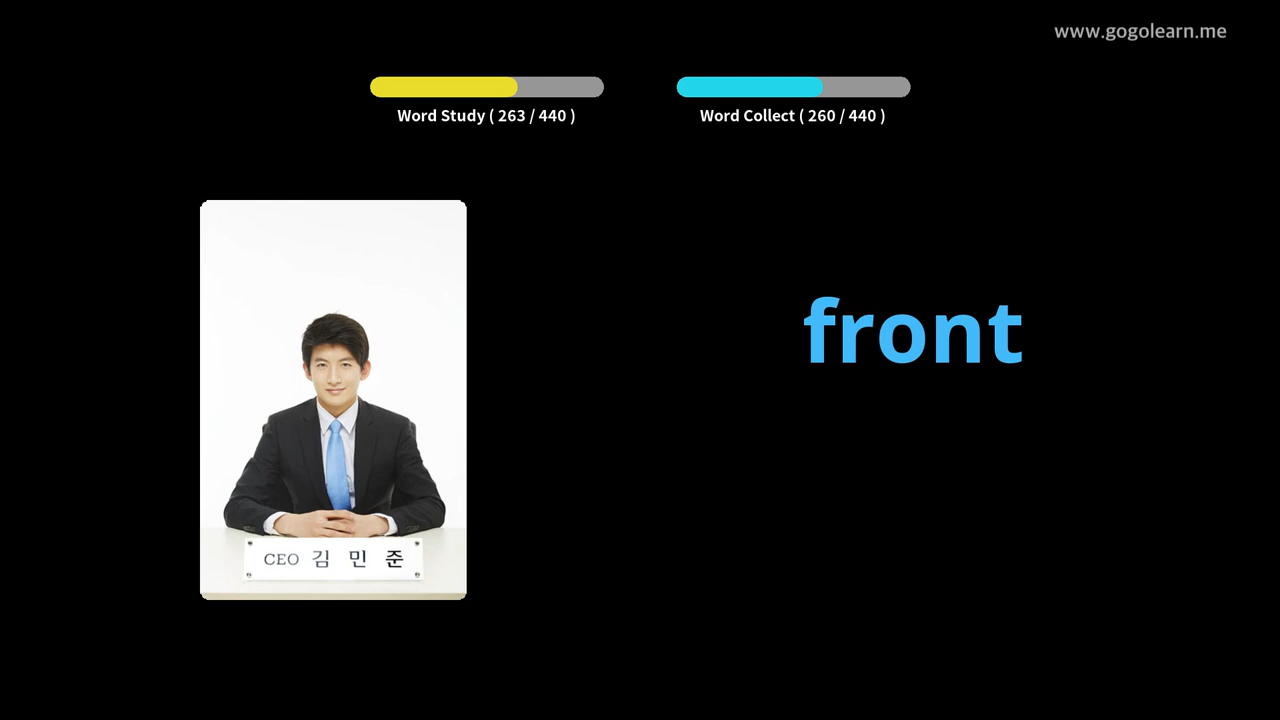 www.gogolearn.me
Word Study ( 263 / 440 )
Word Collect ( 260 / 440 )
front
CEO 김 민 준